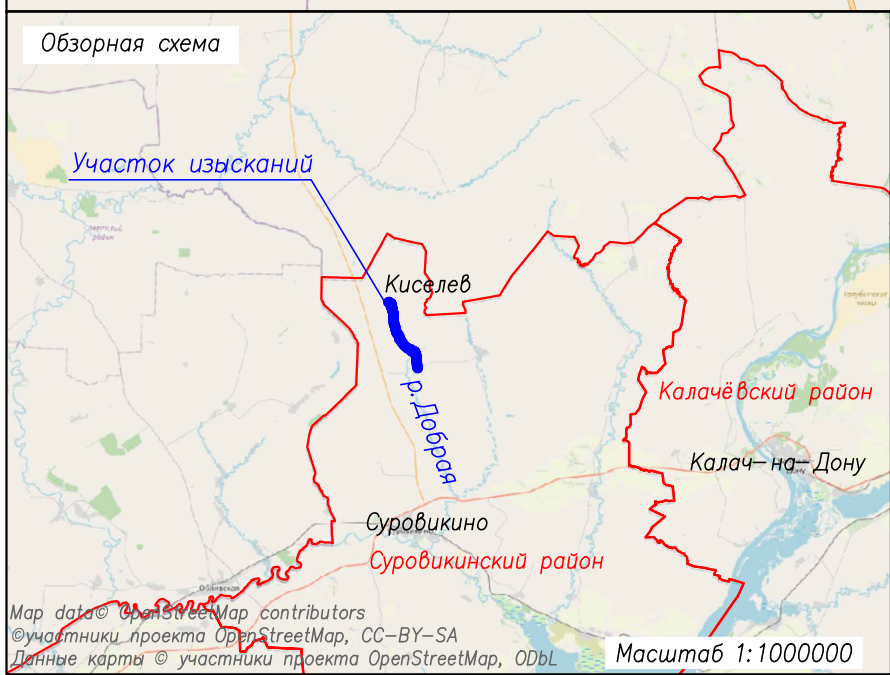 Обзорная схема
Участок изысканий
Киселев
р. Добрая
Калачёвский район
Калач-на-Дону
Суровикино
Суровикинский район
Обливская
Map data© OpenStreetMap contributors
©участники проекта OpenStreetMap, CC-BY-SA
Данные карты © участники проекта OpenStreetMap, ODbL
Масштаб 1:1000000